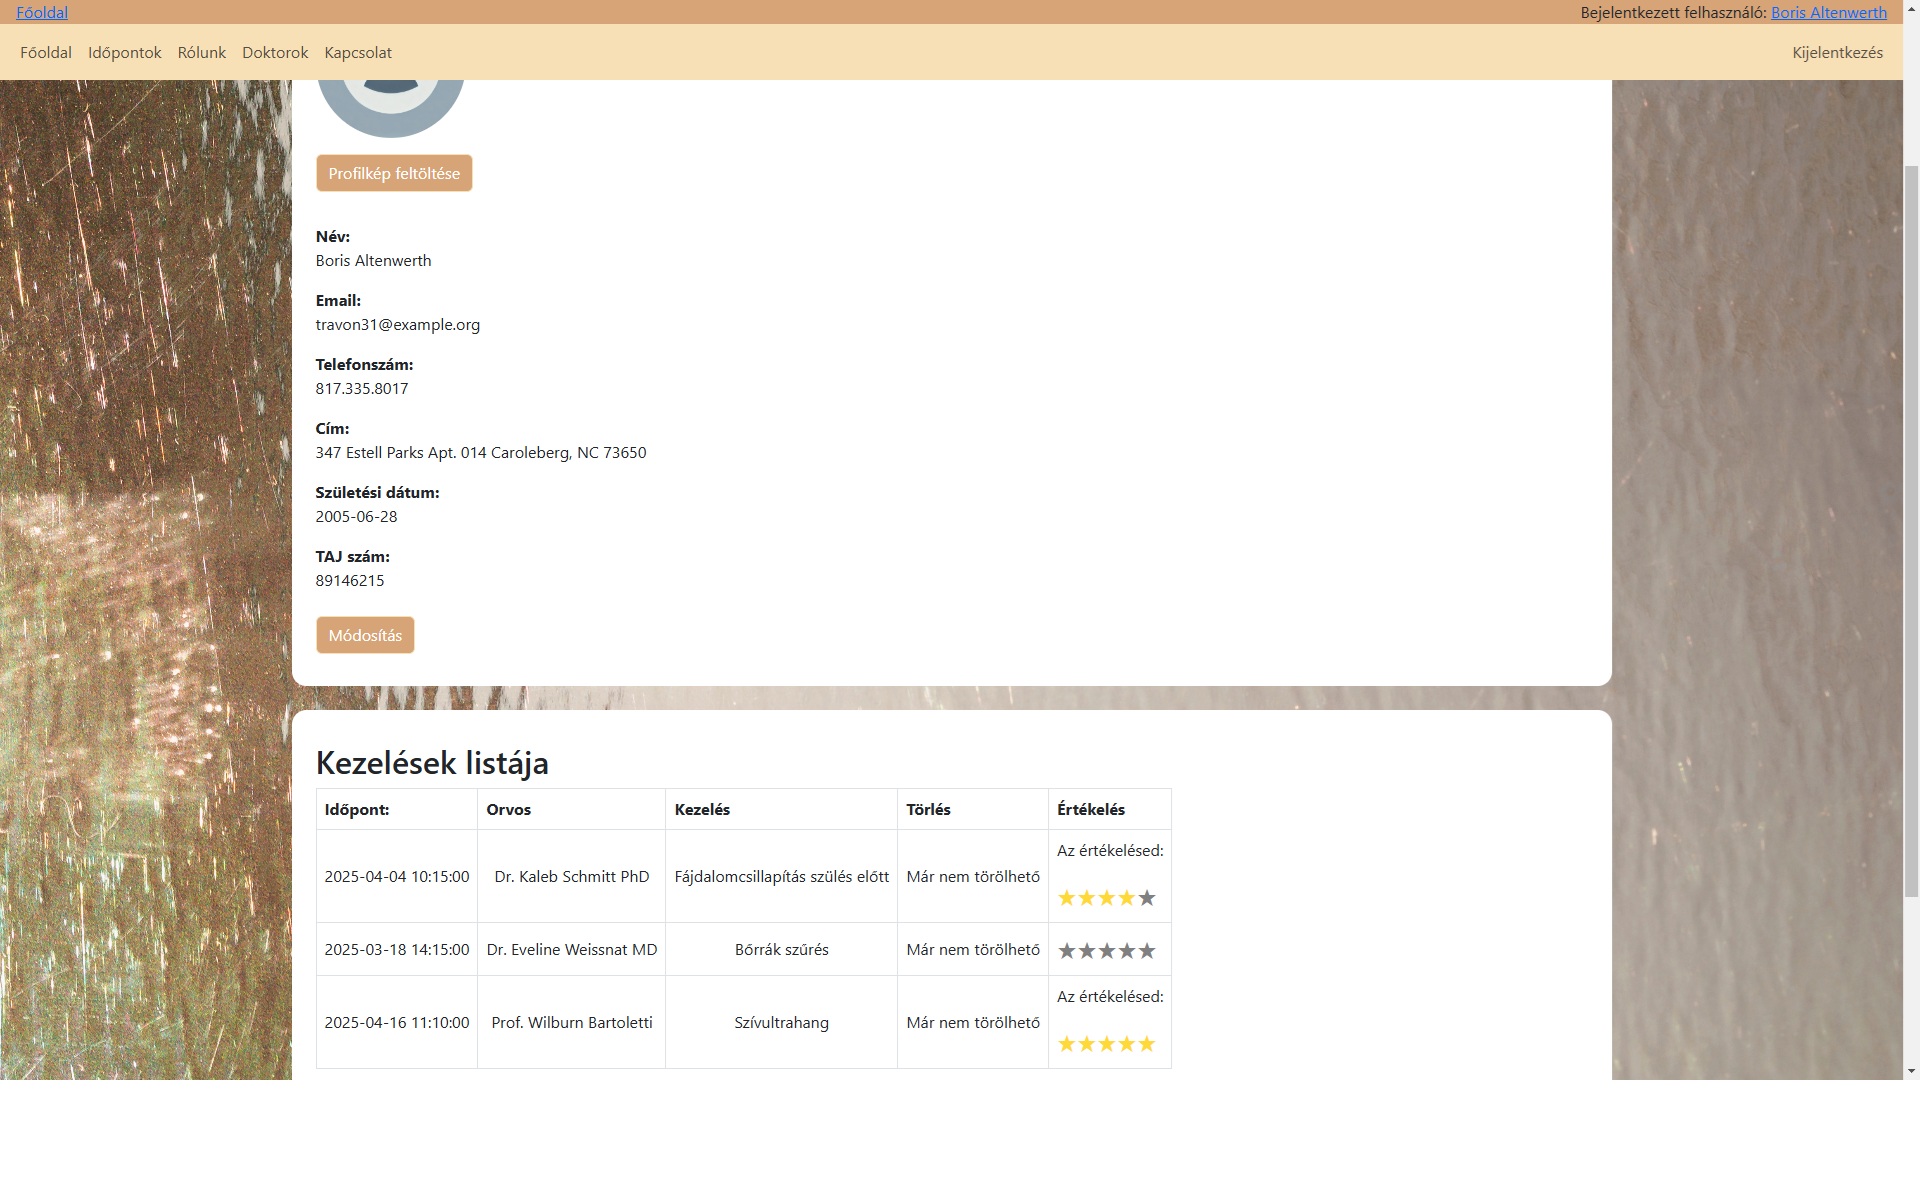 Főoldal Bejelentkezett felhasználó: Boris Altenwerth
Főoldal Időpontok Rólunk Doktorok Kapcsolat Kijelentkezés
Profilkép feltöltése
Név:
Boris Altenwerth
Email:
travon31@example.org
Telefonszám:
817.335.8017
Cím:
347 Estell Parks Apt. 014 Caroleberg, NC 73650
Születési dátum:
2005-06-28
TAJ szám:
89146215
Módosítás
Kezelések listája
Időpont: Orvos Kezelés Törlés Értékelés
2025-04-04 10:15:00 Dr. Kaleb Schmitt PhD Fájdalomcsillapítás szülés előtt Már nem törölhető Az értékelésed:
2025-03-18 14:15:00 Dr. Eveline Weissnat MD Bőrrák szűrés Már nem törölhető
2025-04-16 11:10:00 Prof. Wilburn Bartoletti Szívultrahang Már nem törölhető Az értékelésed: